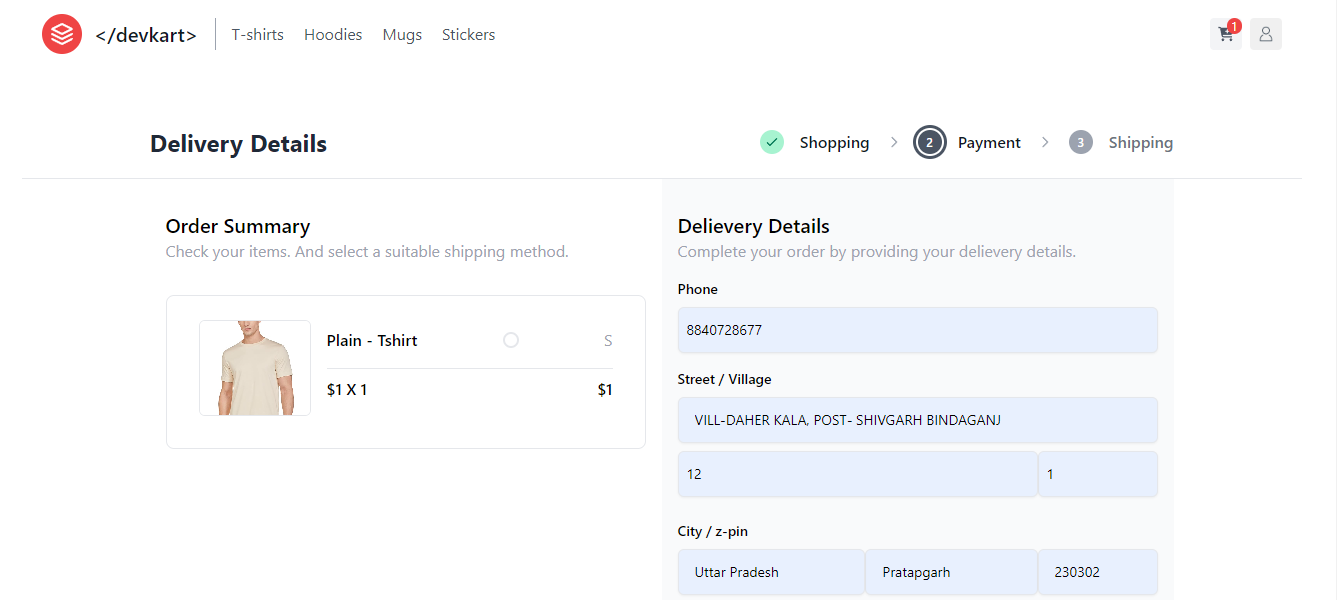 </devkart> T-shirts Hoodies Mugs Stickers 1
Delivery Details Shopping 2 Payment 3 Shipping
Order Summary
Check your items. And select a suitable shipping method.
Plain - Tshirt S
$1 X 1 $1
Delievery Details
Complete your order by providing your delievery details.
Phone
8840728677
Street / Village
VILL-DAHER KALA, POST- SHIVGARH BINDAGANJ
12 1
City / z-pin
Uttar Pradesh Pratapgarh 230302